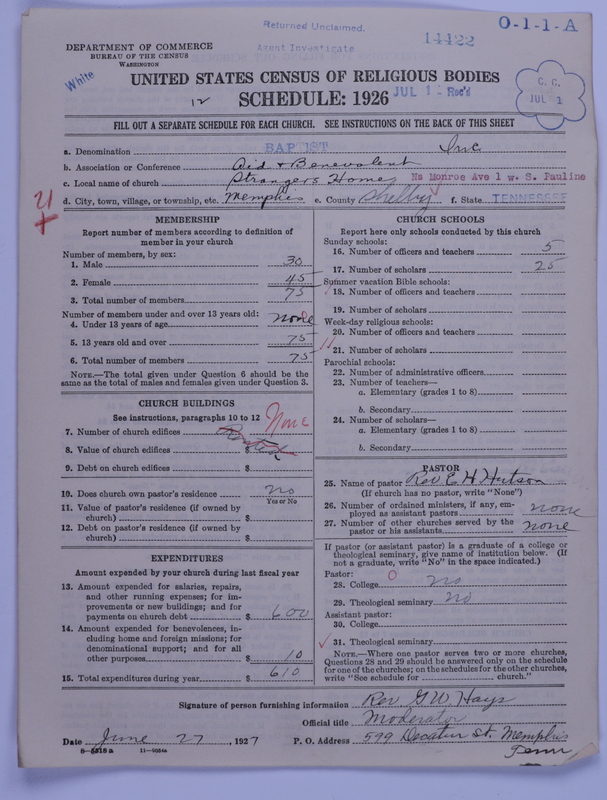 Returned Unclaimed.
14422
O-1-1-A
DEPARTMENT OF COMMERCE
BUREAU OF THE CENSUS
WASHINGTON
Agent Investigate
White
UNITED STATES CENSUS OF RELIGIOUS BODIES
12
SCHEDULE: 1926
JUL 1 Rec'd
C. C.
JUL 1
FILL OUT A SEPARATE SCHEDULE FOR EACH CHURCH. SEE INSTRUCTIONS ON THE BACK OF THIS SHEET
a. Denomination BAPTIST Inc
b. Association or Conference Aid & Benevolent
c. Local name of church Strangers Home Ns Monroe Ave 1 w. S. Pauline
d. City, town, village, or township, etc. Memphis e. County Shelby f. State TENNESSEE
21
+
MEMBERSHIP
Report number of members according to definition of
member in your church
Number of members, by sex:
1. Male 30
2. Female 45
3. Total number of members 75
Number of members under and over 13 years old:
4. Under 13 years of age none
5. 13 years old and over 75
6. Total number of members 75
NOTE.—The total given under Question 6 should be the
same as the total of males and females given under Question 3.
CHURCH BUILDINGS
See instructions, paragraphs 10 to 12
None
7. Number of church edifices Rented
8. Value of church edifices $
9. Debt on church edifices $
10. Does church own pastor's residence no
Yes or No
11. Value of pastor's residence (if owned by
church) $
12. Debt on pastor's residence (if owned by
church) $
EXPENDITURES
Amount expended by your church during last fiscal year
13. Amount expended for salaries, repairs,
and other running expenses; for im-
provements or new buildings; and for
payments on church debt $ 600
14. Amount expended for benevolences, in-
cluding home and foreign missions; for
denominational support; and for all
other purposes $ 10
15. Total expenditures during year $ 610
CHURCH SCHOOLS
Report here only schools conducted by this church
Sunday schools:
16. Number of officers and teachers 5
17. Number of scholars 25
Summer vacation Bible schools:
18. Number of officers and teachers
19. Number of scholars
Week-day religious schools:
20. Number of officers and teachers
21. Number of scholars
Parochial schools:
22. Number of administrative officers
23. Number of teachers—
a. Elementary (grades 1 to 8)
b. Secondary
24. Number of scholars—
a. Elementary (grades 1 to 8)
b. Secondary
PASTOR
25. Name of pastor Rev. E H Hutson
(If church has no pastor, write "None")
26. Number of ordained ministers, if any, em-
ployed as assistant pastors none
27. Number of other churches served by the
pastor or his assistants none
If pastor (or assistant pastor) is a graduate of a college or
theological seminary, give name of institution below. (If
not a graduate, write "No" in the space indicated.)
Pastor:
28. College 0 no
29. Theological seminary no
Assistant pastor:
30. College
31. Theological seminary
NOTE.—Where one pastor serves two or more churches,
Questions 28 and 29 should be answered only on the schedule
for one of the churches; on the schedules for the other churches,
write "See schedule for church."
Signature of person furnishing information Rev. G W Hays
Official title Moderator
Date June 27, 1927 P. O. Address 599 Decatur St. Memphis
Tenn